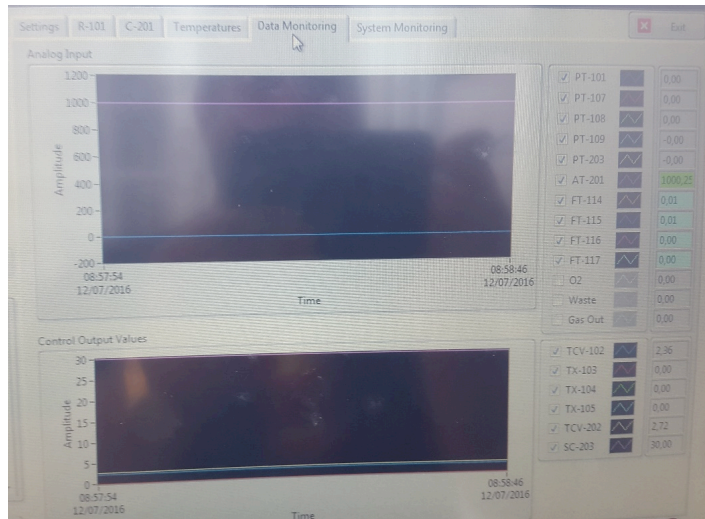 Settings R-101 C-201 Temperatures Data Monitoring System Monitoring Exit
Analog Input
1200
1000
800
600
400
200
0
-200
Amplitude
08:57:54
12/07/2016
08:58:46
12/07/2016
Time
PT-101 0,00
PT-107 0,00
PT-108 0,00
PT-109 -0,00
PT-203 -0,00
AT-201 1000,25
FT-114 0,01
FT-115 0,01
FT-116 0,00
FT-117 0,00
O2 0,00
Waste 0,00
Gas Out 0,00
Control Output Values
30
25
20
15
10
5
0
Amplitude
08:57:54
12/07/2016
08:58:46
12/07/2016
Time
TCV-102 2,36
TX-103 0,00
TX-104 0,00
TX-105 0,00
TCV-202 2,72
SC-203 30,00